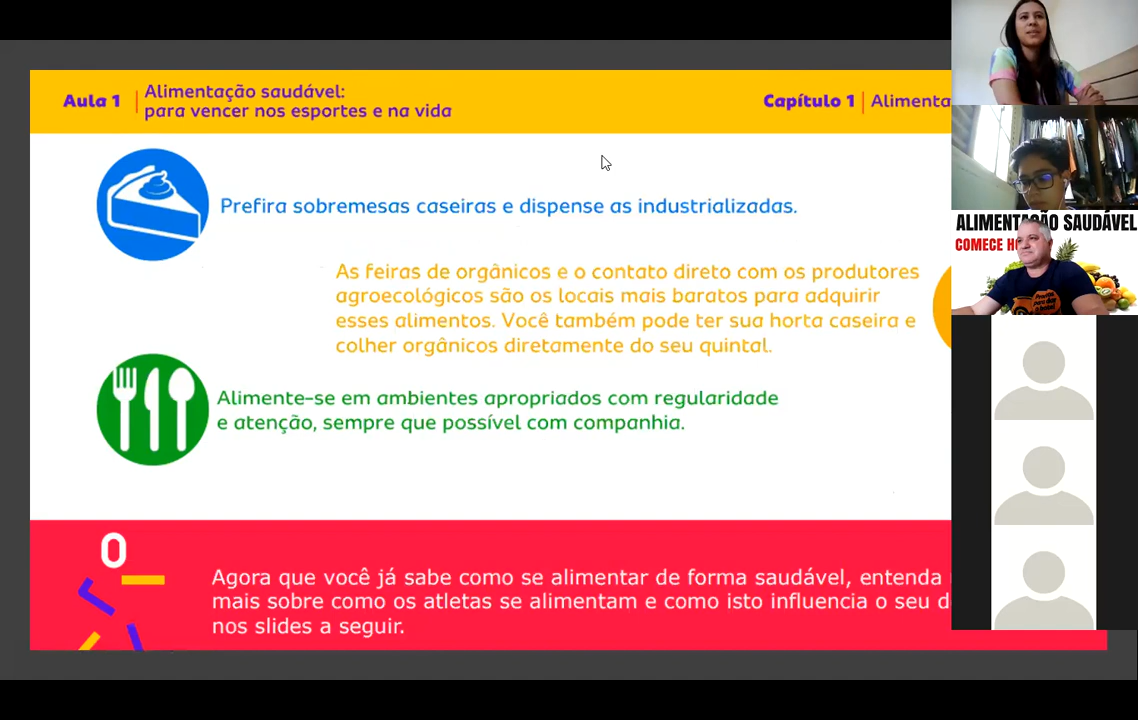 Aula 1
Alimentação saudável:
para vencer nos esportes e na vida
Capítulo 1
Prefira sobremesas caseiras e dispense as industrializadas.
As feiras de orgânicos e o contato direto com os produtores
agroecológicos são os locais mais baratos para adquirir
esses alimentos. Você também pode ter sua horta caseira e
colher orgânicos diretamente do seu quintal.
Alimente-se em ambientes apropriados com regularidade
e atenção, sempre que possível com companhia.
Agora que você já sabe como se alimentar de forma saudável, entenda
mais sobre como os atletas se alimentam e como isto influencia o seu
nos slides a seguir.
ALIMENTAÇÃO SAUDÁVEL
COMECE